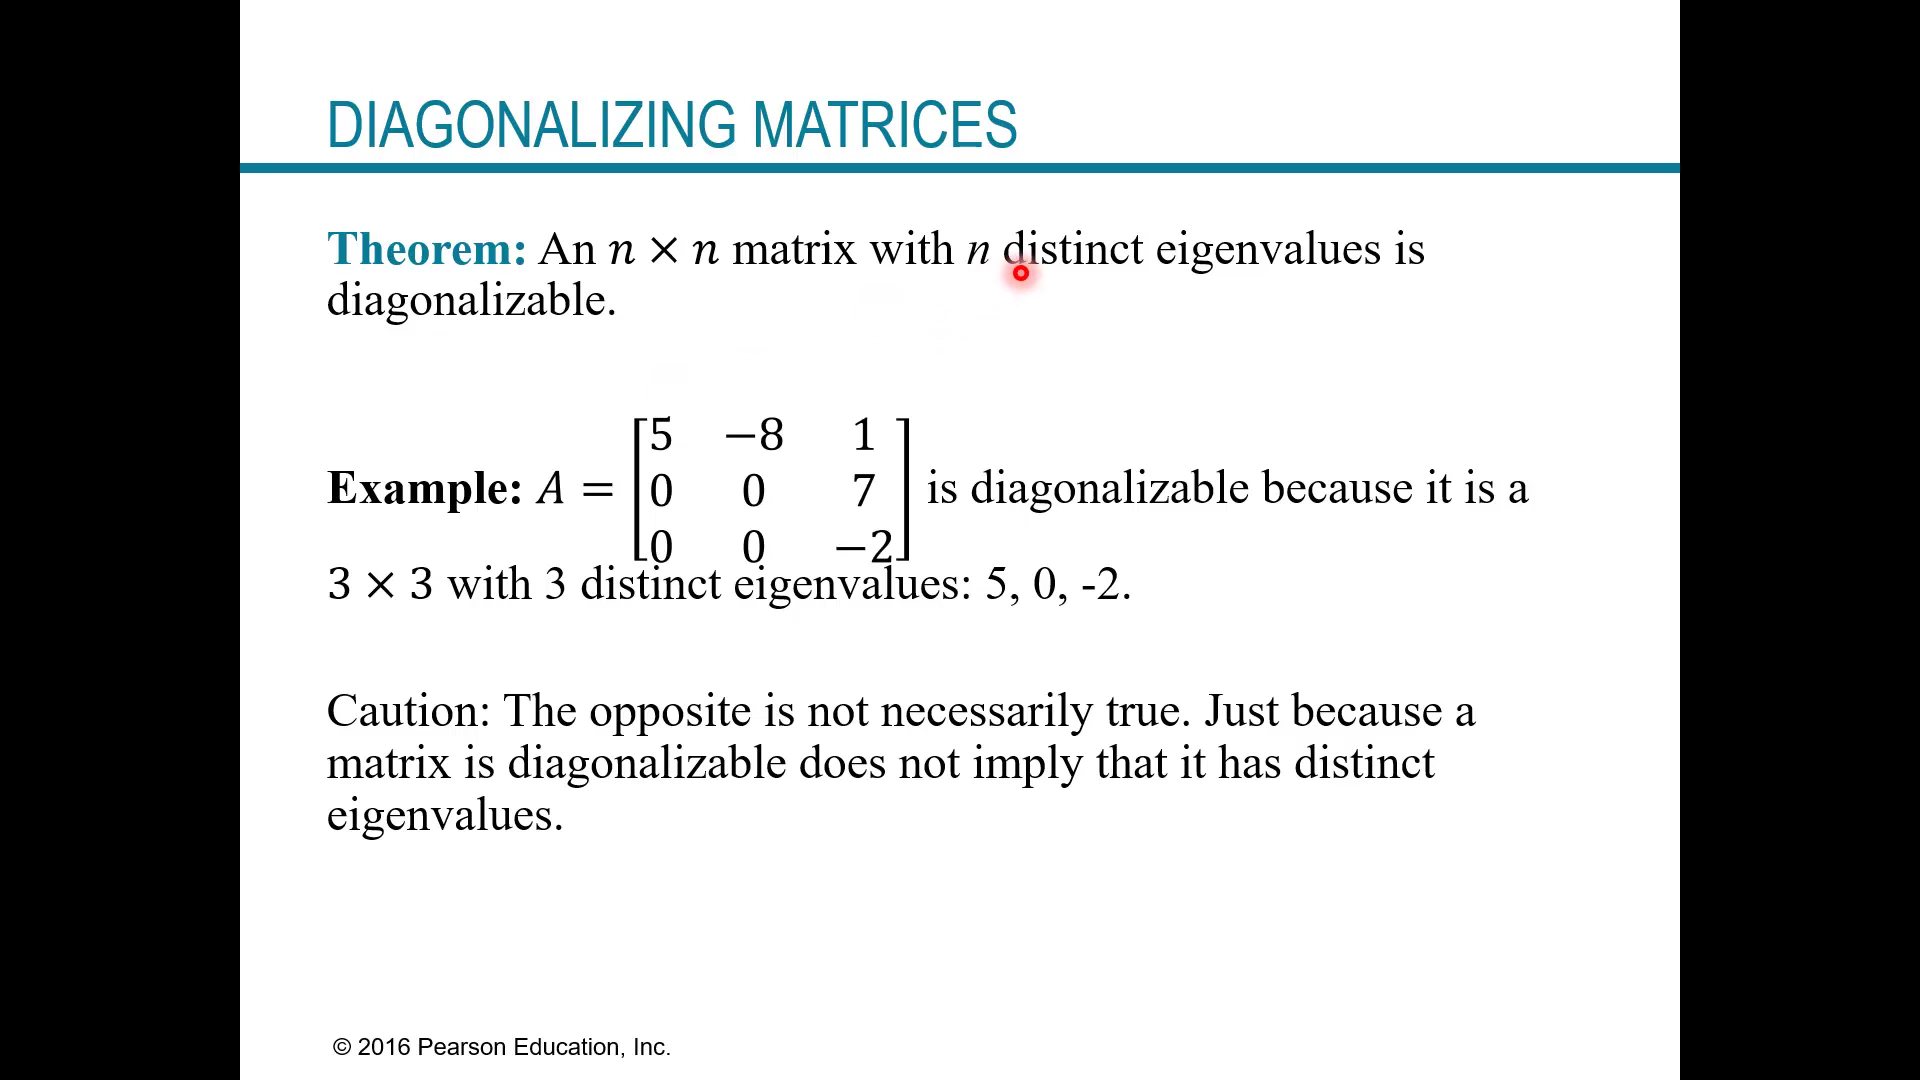 DIAGONALIZING MATRICES
Theorem: An n × n matrix with n distinct eigenvalues is
diagonalizable.
Example: A = [5 −8 1
0 0 7
0 0 −2] is diagonalizable because it is a
3 × 3 with 3 distinct eigenvalues: 5, 0, -2.
Caution: The opposite is not necessarily true. Just because a
matrix is diagonalizable does not imply that it has distinct
eigenvalues.
© 2016 Pearson Education, Inc.